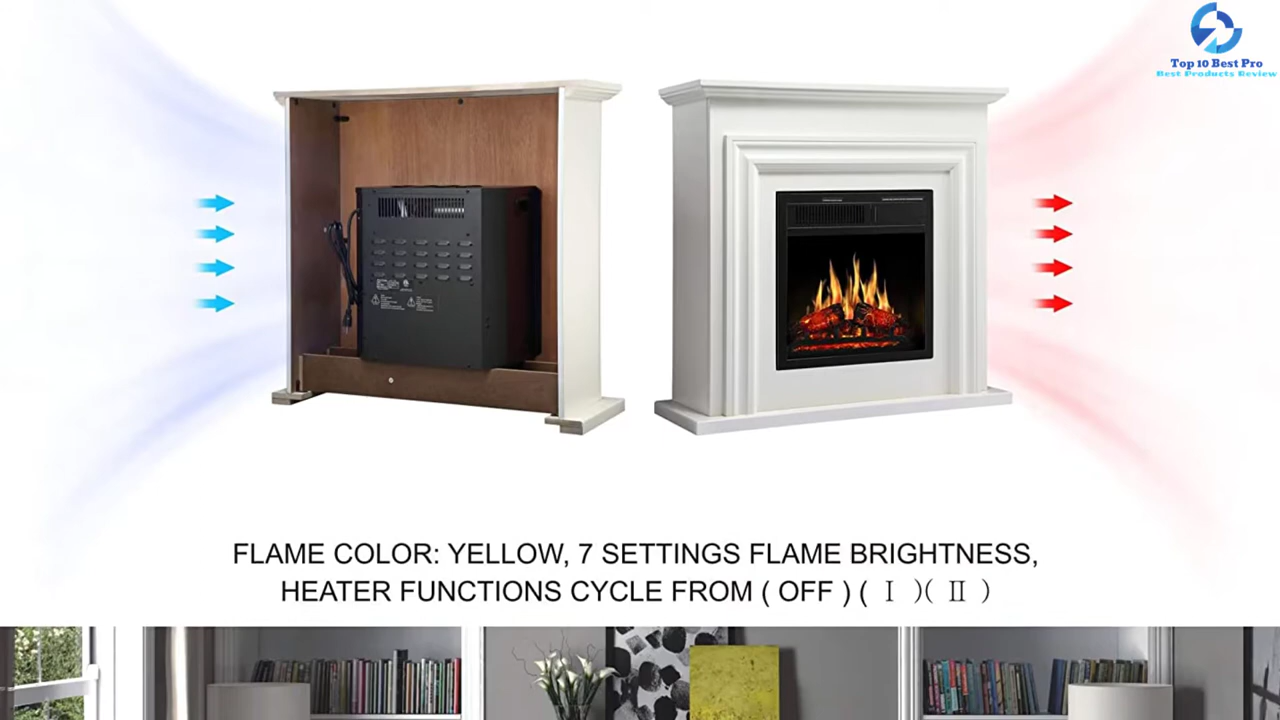 Top 10 Best Pro
Best Products Review
FLAME COLOR: YELLOW, 7 SETTINGS FLAME BRIGHTNESS,
HEATER FUNCTIONS CYCLE FROM ( OFF ) ( Ⅰ )( Ⅱ )